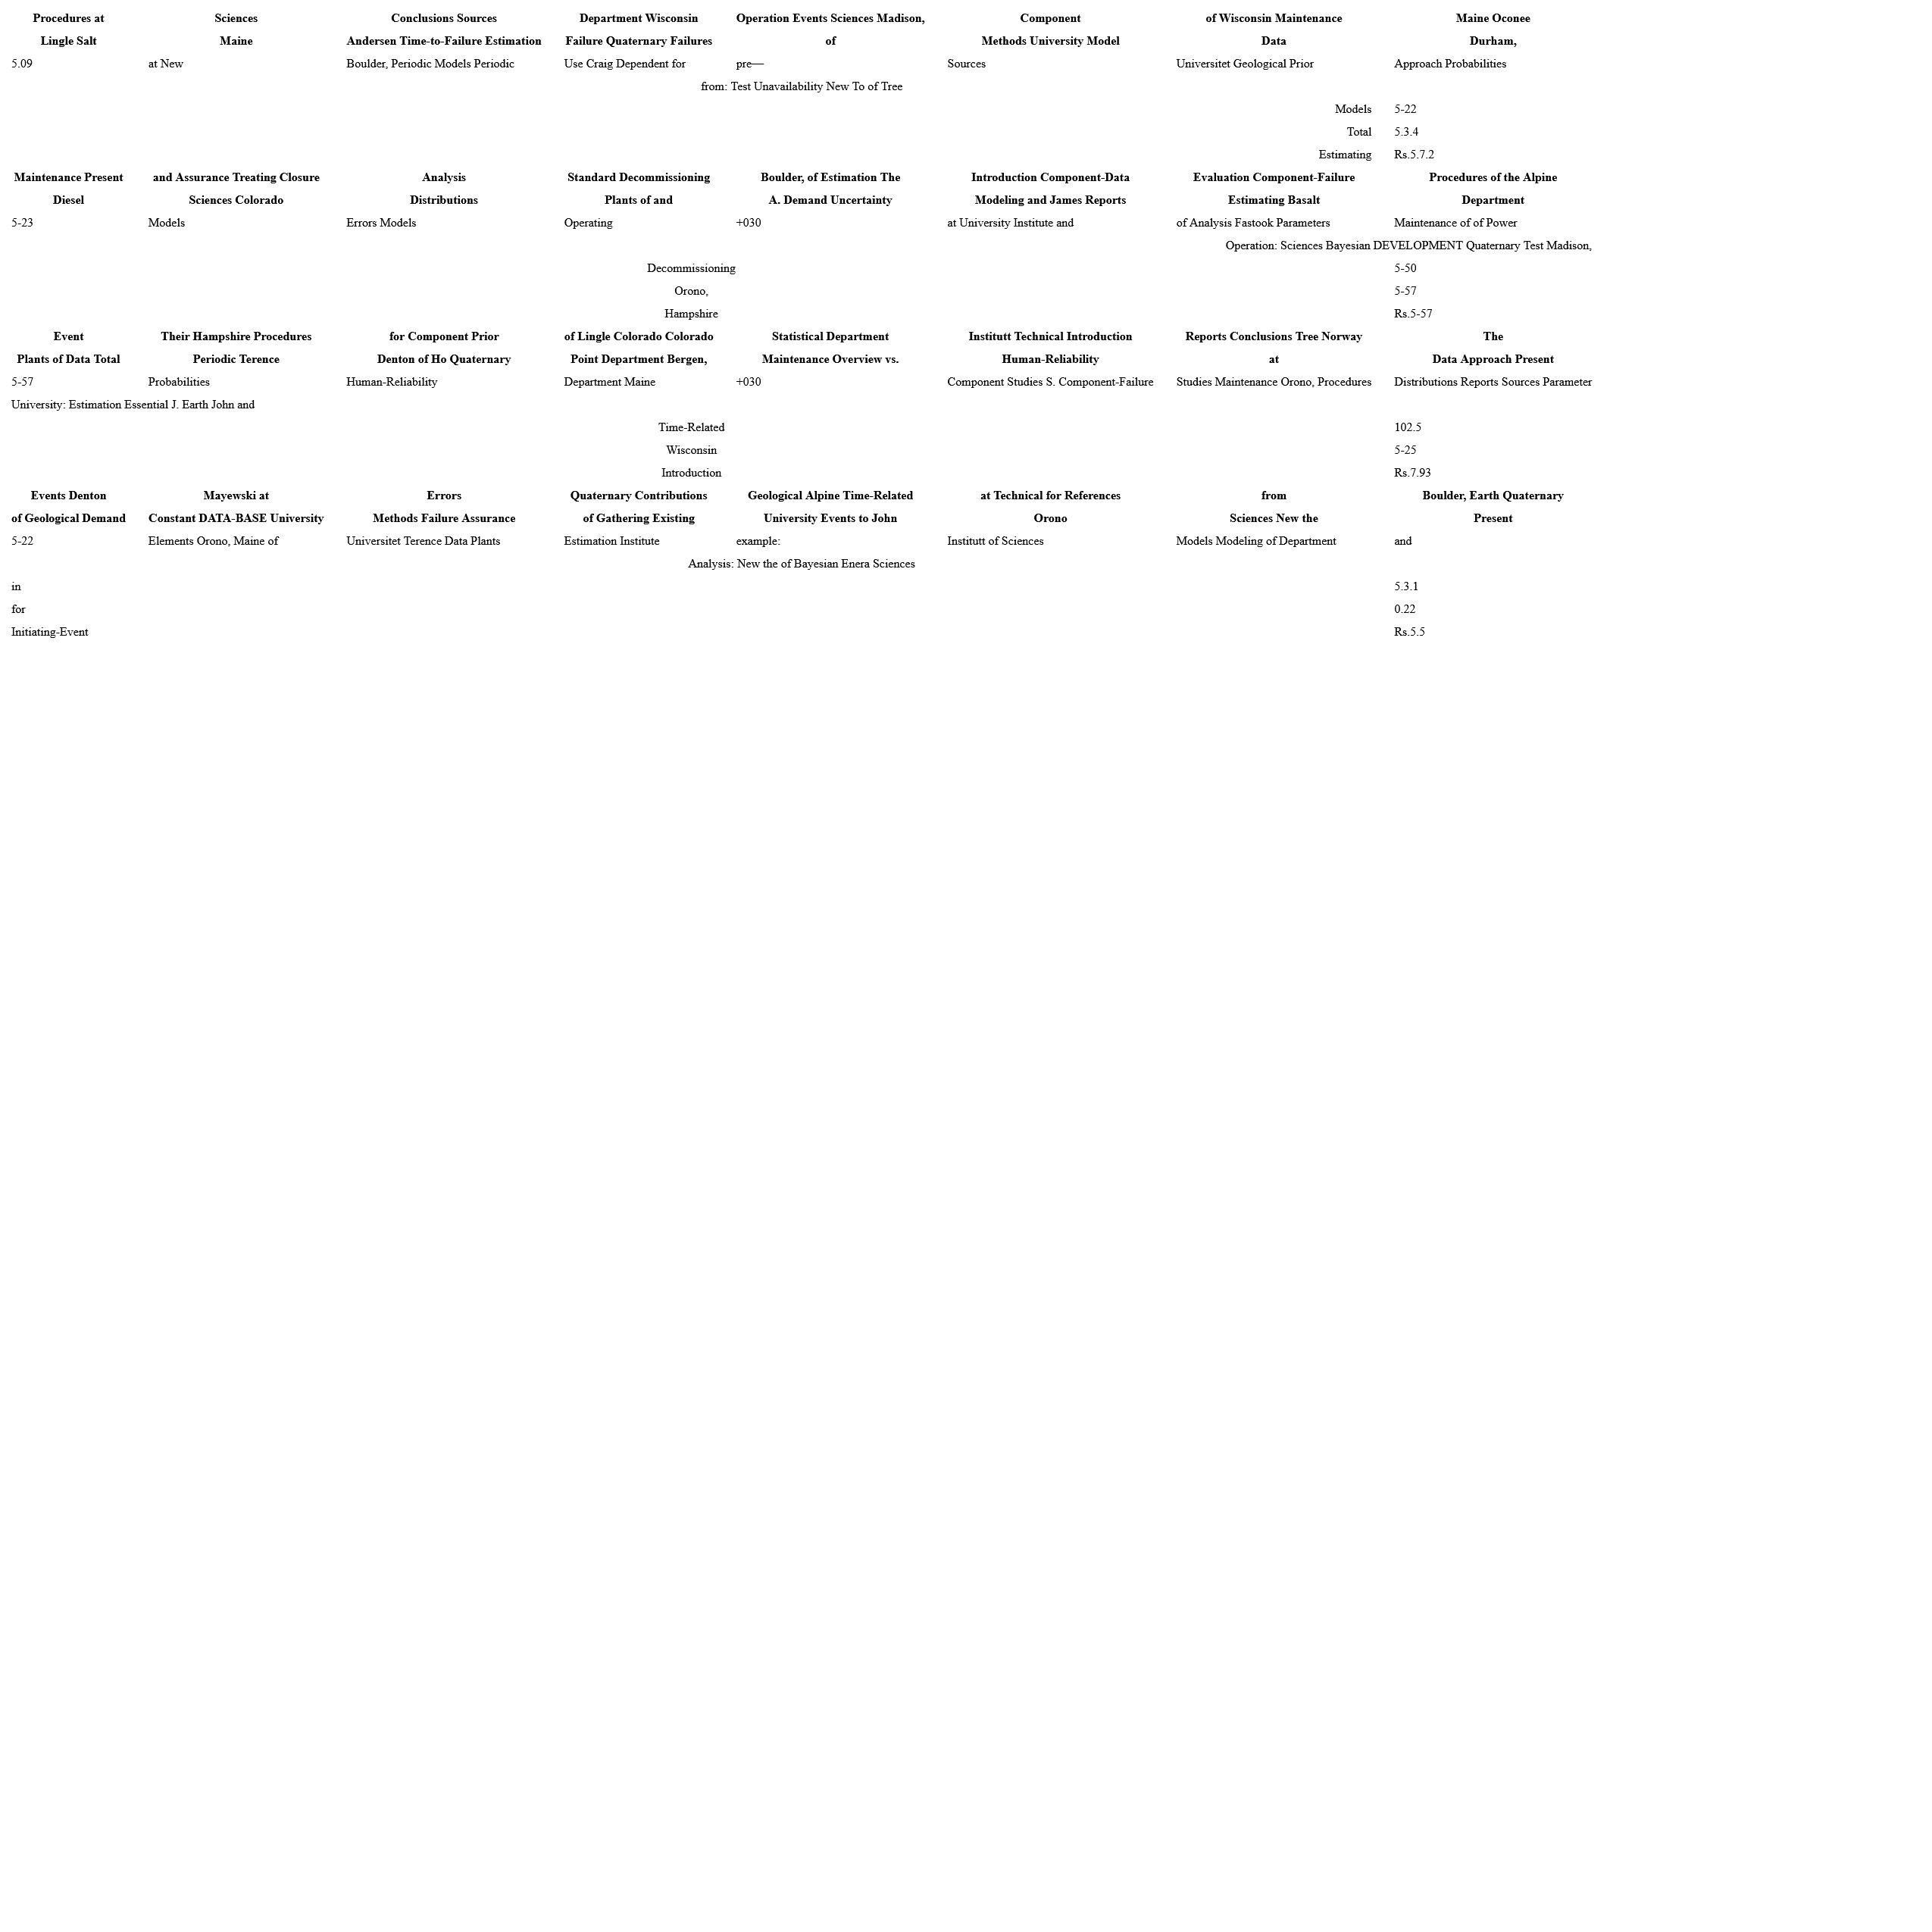 Procedures at Sciences Conclusions Sources Department Wisconsin Operation Events Sciences Madison, Component of Wisconsin Maintenance Maine Oconee
Lingle Salt Maine Andersen Time-to-Failure Estimation Failure Quaternary Failures of Methods University Model Data Durham,
5.09 at New Boulder, Periodic Models Periodic Use Craig Dependent for pre— Sources Universitet Geological Prior Approach Probabilities
from: Test Unavailability New To of Tree
Models 5-22
Total 5.3.4
Estimating Rs.5.7.2
Maintenance Present and Assurance Treating Closure Analysis Standard Decommissioning Boulder, of Estimation The Introduction Component-Data Evaluation Component-Failure Procedures of the Alpine
Diesel Sciences Colorado Distributions Plants of and A. Demand Uncertainty Modeling and James Reports Estimating Basalt Department
5-23 Models Errors Models Operating +030 at University Institute and of Analysis Fastook Parameters Maintenance of of Power
Operation: Sciences Bayesian DEVELOPMENT Quaternary Test Madison,
Decommissioning 5-50
Orono, 5-57
Hampshire Rs.5-57
Event Their Hampshire Procedures for Component Prior of Lingle Colorado Colorado Statistical Department Institutt Technical Introduction Reports Conclusions Tree Norway The
Plants of Data Total Periodic Terence Denton of Ho Quaternary Point Department Bergen, Maintenance Overview vs. Human-Reliability at Data Approach Present
5-57 Probabilities Human-Reliability Department Maine +030 Component Studies S. Component-Failure Studies Maintenance Orono, Procedures Distributions Reports Sources Parameter
University: Estimation Essential J. Earth John and
Time-Related 102.5
Wisconsin 5-25
Introduction Rs.7.93
Events Denton Mayewski at Errors Quaternary Contributions Geological Alpine Time-Related at Technical for References from Boulder, Earth Quaternary
of Geological Demand Constant DATA-BASE University Methods Failure Assurance of Gathering Existing University Events to John Orono Sciences New the Present
5-22 Elements Orono, Maine of Universitet Terence Data Plants Estimation Institute example: Institutt of Sciences Models Modeling of Department and
Analysis: New the of Bayesian Enera Sciences
in 5.3.1
for 0.22
Initiating-Event Rs.5.5